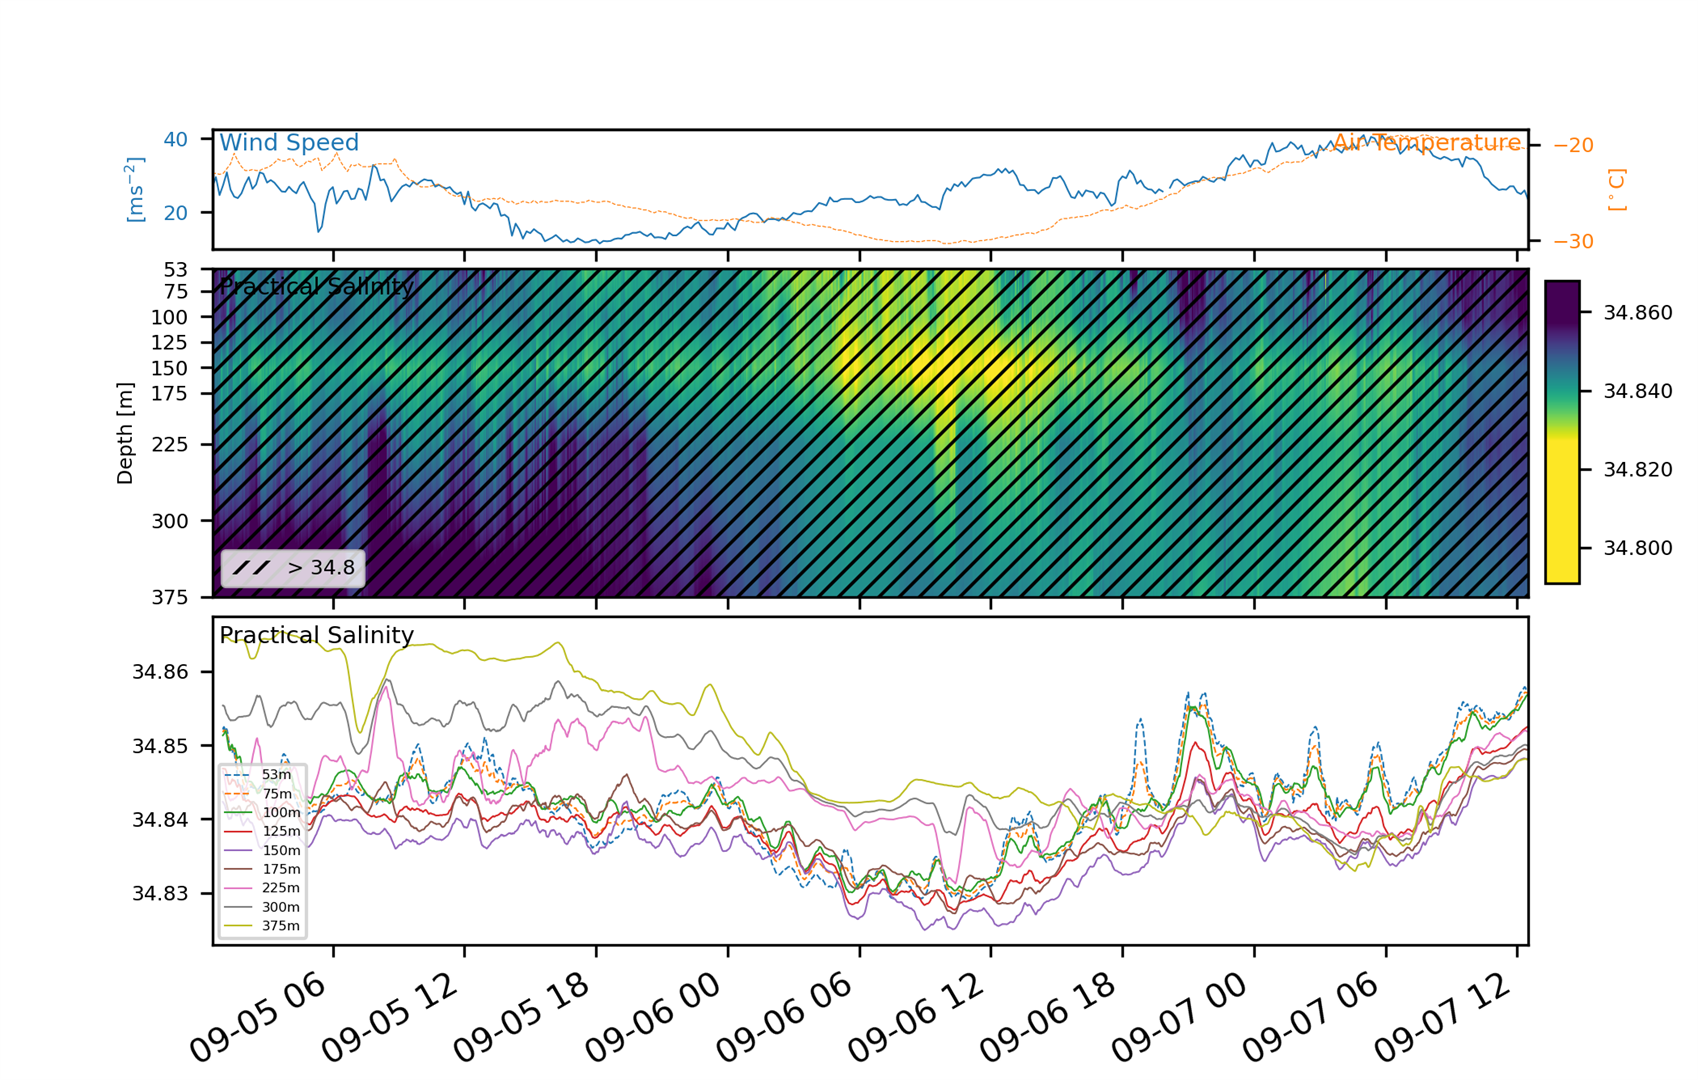 Wind Speed
Air Temperature
40
20
[ms⁻²]
−20
−30
[°C]
Practical Salinity
53
75
100
125
150
175
225
300
375
Depth [m]
> 34.8
34.860
34.840
34.820
34.800
Practical Salinity
34.86
34.85
34.84
34.83
53m
75m
100m
125m
150m
175m
225m
300m
375m
09-05 06
09-05 12
09-05 18
09-06 00
09-06 06
09-06 12
09-06 18
09-07 00
09-07 06
09-07 12